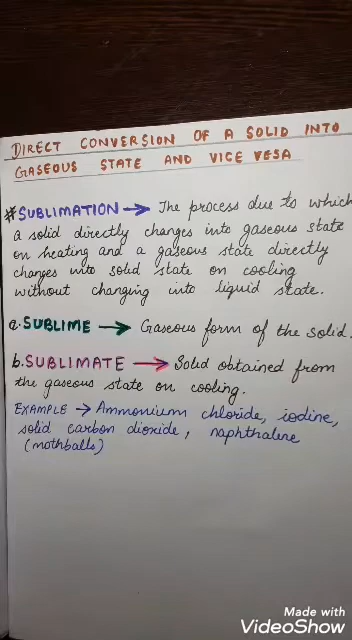 DIRECT CONVERSION OF A SOLID INTO
GASEOUS STATE AND VICE VESA
#SUBLIMATION → The process due to which
a solid directly changes into gaseous state
on heating and a gaseous state directly
changes into solid state on cooling
without changing into liquid state.
a. SUBLIME → Gaseous form of the solid.
b. SUBLIMATE → Solid obtained from
the gaseous state on cooling.
EXAMPLE → Ammonium chloride, iodine,
solid carbon dioxide, naphthalene
(mothballs)
Made with
VideoShow